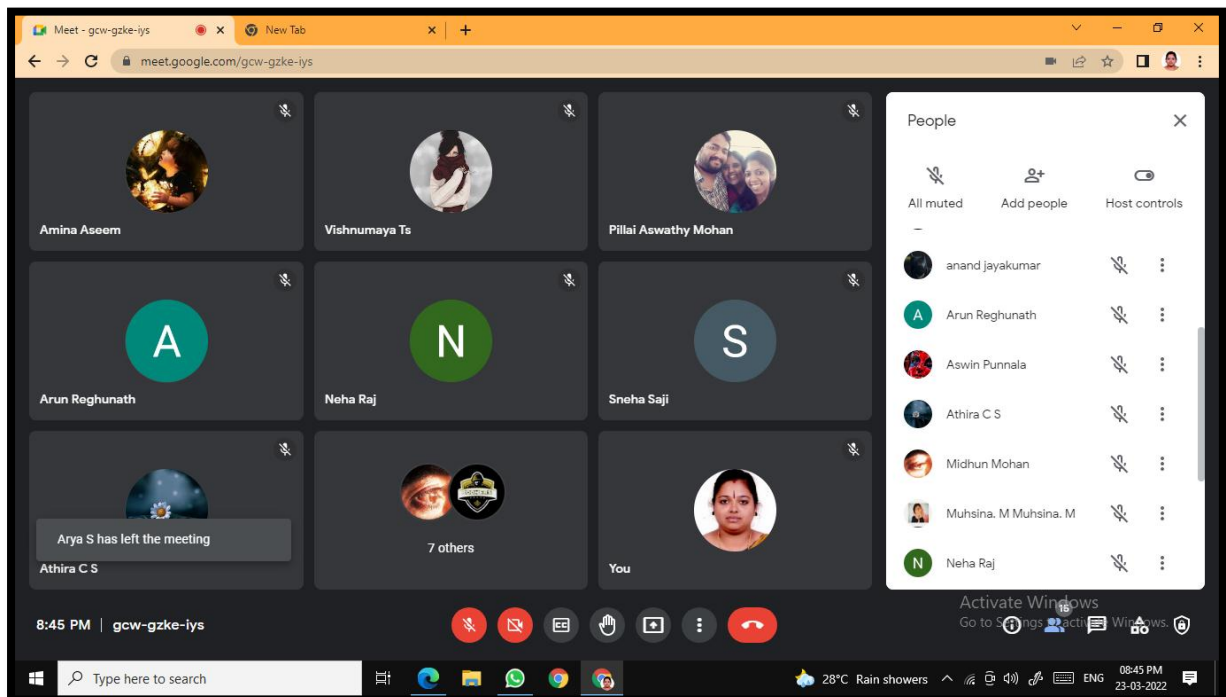 Meet - gcw-gzke-iys
New Tab
meet.google.com/gcw-gzke-iys
Amina Aseem
Vishnumaya Ts
Pillai Aswathy Mohan
A
Arun Reghunath
N
Neha Raj
S
Sneha Saji
Arya S has left the meeting
Athira C S
7 others
You
People
All muted
Add people
Host controls
anand jayakumar
A Arun Reghunath
Aswin Punnala
Athira C S
Midhun Mohan
Muhsina. M Muhsina. M
N Neha Raj
Activate Windows
Go to Settings to activate Windows.
8:45 PM | gcw-gzke-iys
CC
15
Type here to search
28°C Rain showers
ENG
08:45 PM
23-03-2022